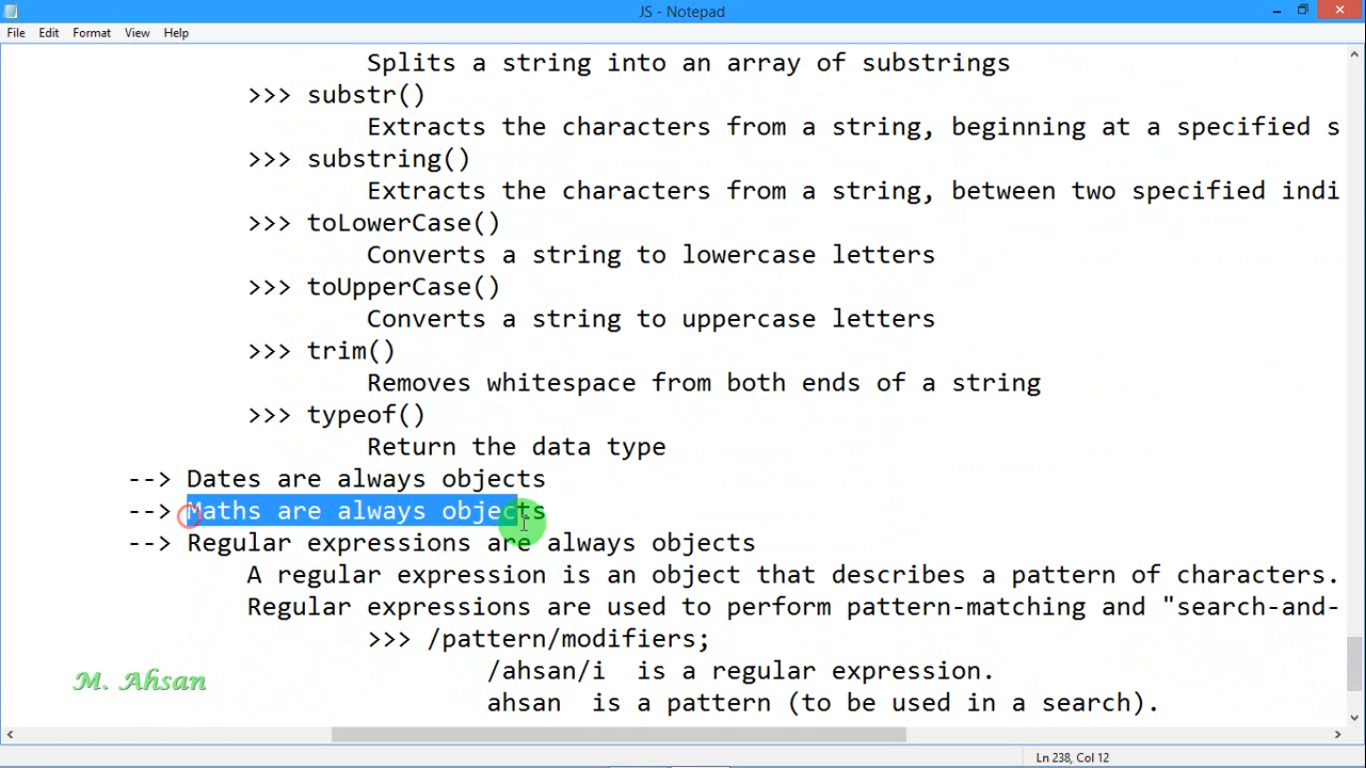 JS - Notepad
File Edit Format View Help
Splits a string into an array of substrings
>>> substr()
Extracts the characters from a string, beginning at a specified s
>>> substring()
Extracts the characters from a string, between two specified indi
>>> toLowerCase()
Converts a string to lowercase letters
>>> toUpperCase()
Converts a string to uppercase letters
>>> trim()
Removes whitespace from both ends of a string
>>> typeof()
Return the data type
--> Dates are always objects
--> Maths are always objects
--> Regular expressions are always objects
A regular expression is an object that describes a pattern of characters.
Regular expressions are used to perform pattern-matching and "search-and-
>>> /pattern/modifiers;
/ahsan/i is a regular expression.
ahsan is a pattern (to be used in a search).
M. Ahsan
Ln 238, Col 12